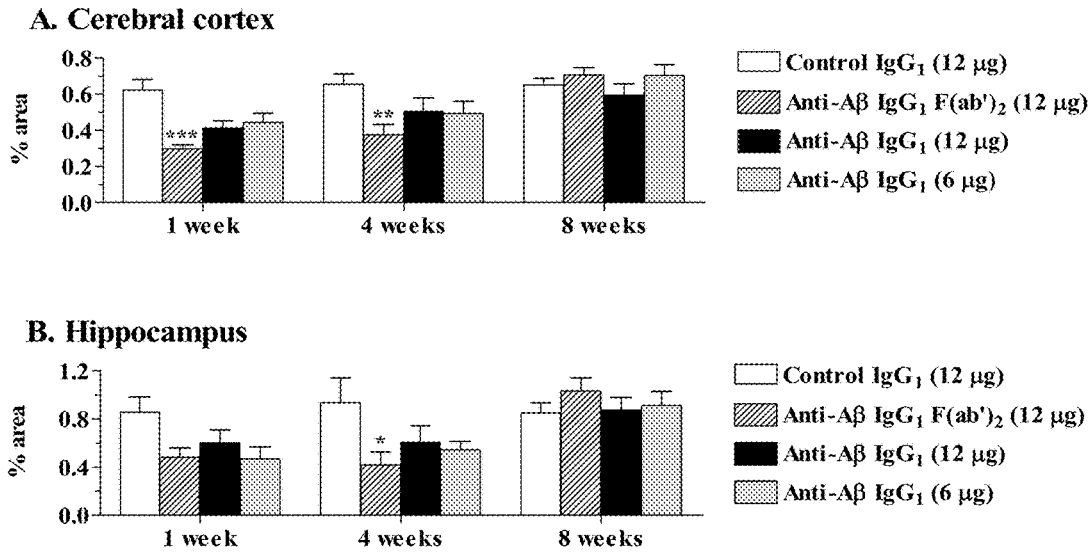 A. Cerebral cortex
% area
0.8
0.6
0.4
0.2
0.0
***
**
1 week
4 weeks
8 weeks
Control IgG₁ (12 µg)
Anti-Aβ IgG₁ F(ab')₂ (12 µg)
Anti-Aβ IgG₁ (12 µg)
Anti-Aβ IgG₁ (6 µg)
B. Hippocampus
% area
1.2
0.8
0.4
0.0
*
1 week
4 weeks
8 weeks
Control IgG₁ (12 µg)
Anti-Aβ IgG₁ F(ab')₂ (12 µg)
Anti-Aβ IgG₁ (12 µg)
Anti-Aβ IgG₁ (6 µg)